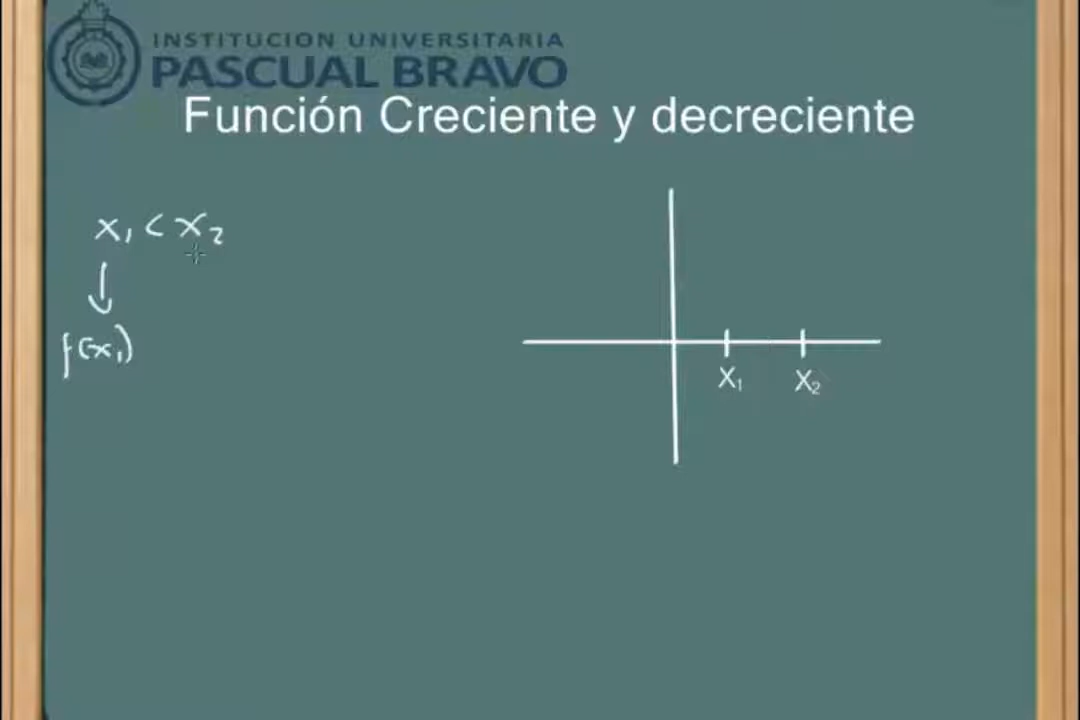 INSTITUCION UNIVERSITARIA
PASCUAL BRAVO
Función Creciente y decreciente
x₁ < x₂
↓
f(x₁)
X₁ X₂